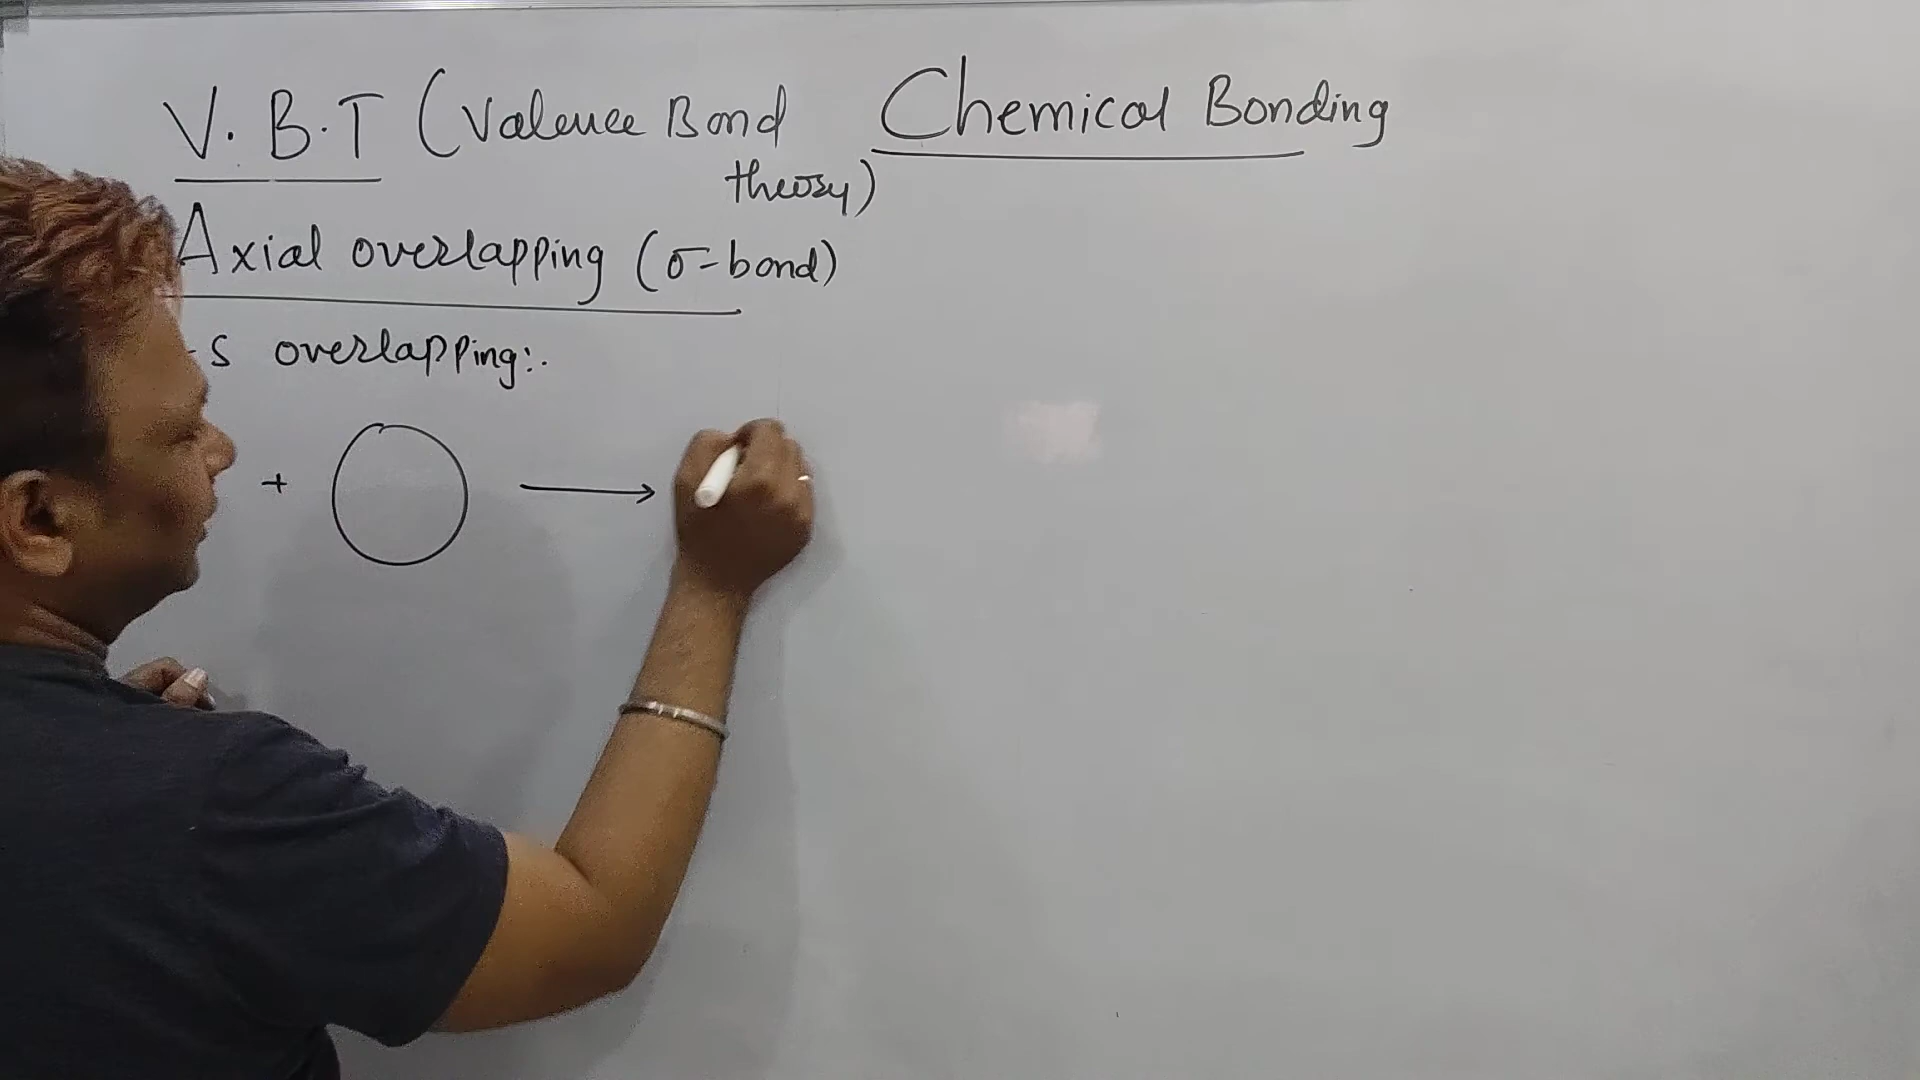 V.B.T (Valence Bond theory)
Chemical Bonding
Axial overlapping (σ-bond)
-s overlapping:.
+ →